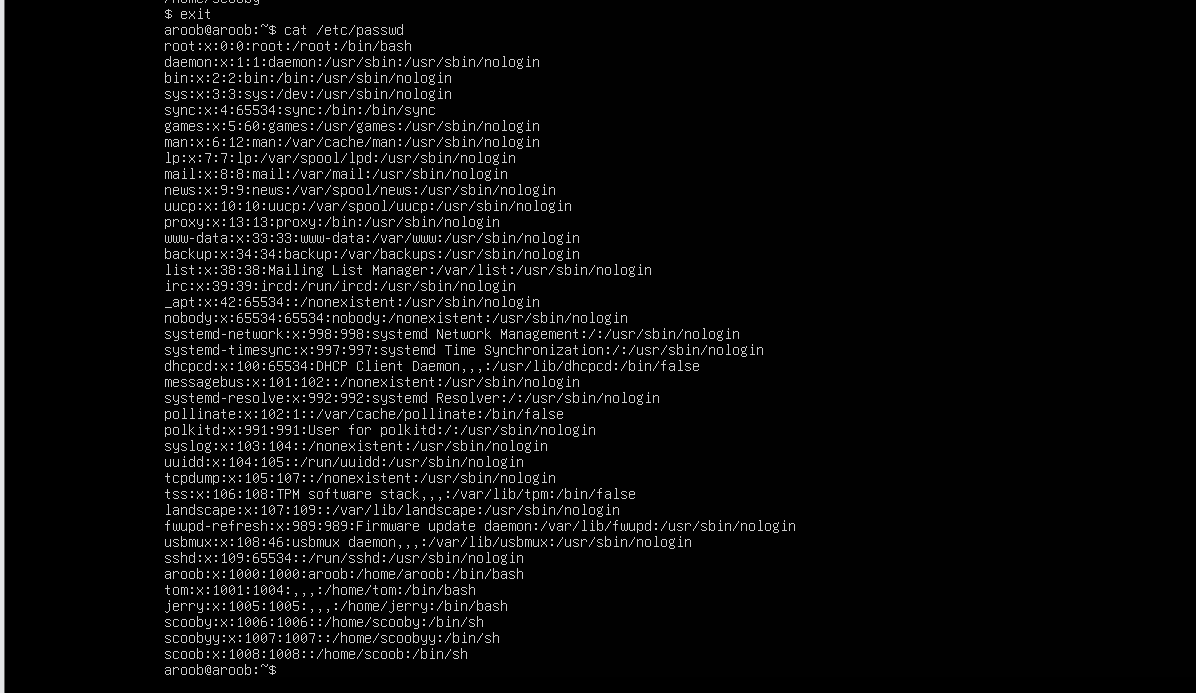 /home/scooby
$ exit
aroob@aroob:~$ cat /etc/passwd
root:x:0:0:root:/root:/bin/bash
daemon:x:1:1:daemon:/usr/sbin:/usr/sbin/nologin
bin:x:2:2:bin:/bin:/usr/sbin/nologin
sys:x:3:3:sys:/dev:/usr/sbin/nologin
sync:x:4:65534:sync:/bin:/bin/sync
games:x:5:60:games:/usr/games:/usr/sbin/nologin
man:x:6:12:man:/var/cache/man:/usr/sbin/nologin
lp:x:7:7:lp:/var/spool/lpd:/usr/sbin/nologin
mail:x:8:8:mail:/var/mail:/usr/sbin/nologin
news:x:9:9:news:/var/spool/news:/usr/sbin/nologin
uucp:x:10:10:uucp:/var/spool/uucp:/usr/sbin/nologin
proxy:x:13:13:proxy:/bin:/usr/sbin/nologin
www-data:x:33:33:www-data:/var/www:/usr/sbin/nologin
backup:x:34:34:backup:/var/backups:/usr/sbin/nologin
list:x:38:38:Mailing List Manager:/var/list:/usr/sbin/nologin
irc:x:39:39:ircd:/run/ircd:/usr/sbin/nologin
_apt:x:42:65534::/nonexistent:/usr/sbin/nologin
nobody:x:65534:65534:nobody:/nonexistent:/usr/sbin/nologin
systemd-network:x:998:998:systemd Network Management:/:/usr/sbin/nologin
systemd-timesync:x:997:997:systemd Time Synchronization:/:/usr/sbin/nologin
dhcpcd:x:100:65534:DHCP Client Daemon,,,:/usr/lib/dhcpcd:/bin/false
messagebus:x:101:102::/nonexistent:/usr/sbin/nologin
systemd-resolve:x:992:992:systemd Resolver:/:/usr/sbin/nologin
pollinate:x:102:1::/var/cache/pollinate:/bin/false
polkitd:x:991:991:User for polkitd:/:/usr/sbin/nologin
syslog:x:103:104::/nonexistent:/usr/sbin/nologin
uuidd:x:104:105::/run/uuidd:/usr/sbin/nologin
tcpdump:x:105:107::/nonexistent:/usr/sbin/nologin
tss:x:106:108:TPM software stack,,,:/var/lib/tpm:/bin/false
landscape:x:107:109::/var/lib/landscape:/usr/sbin/nologin
fwupd-refresh:x:989:989:Firmware update daemon:/var/lib/fwupd:/usr/sbin/nologin
usbmux:x:108:46:usbmux daemon,,,:/var/lib/usbmux:/usr/sbin/nologin
sshd:x:109:65534::/run/sshd:/usr/sbin/nologin
aroob:x:1000:1000:aroob:/home/aroob:/bin/bash
tom:x:1001:1004:,,,:/home/tom:/bin/bash
jerry:x:1005:1005:,,,:/home/jerry:/bin/bash
scooby:x:1006:1006::/home/scooby:/bin/sh
scoobyy:x:1007:1007::/home/scoobyy:/bin/sh
scoob:x:1008:1008::/home/scoob:/bin/sh
aroob@aroob:~$